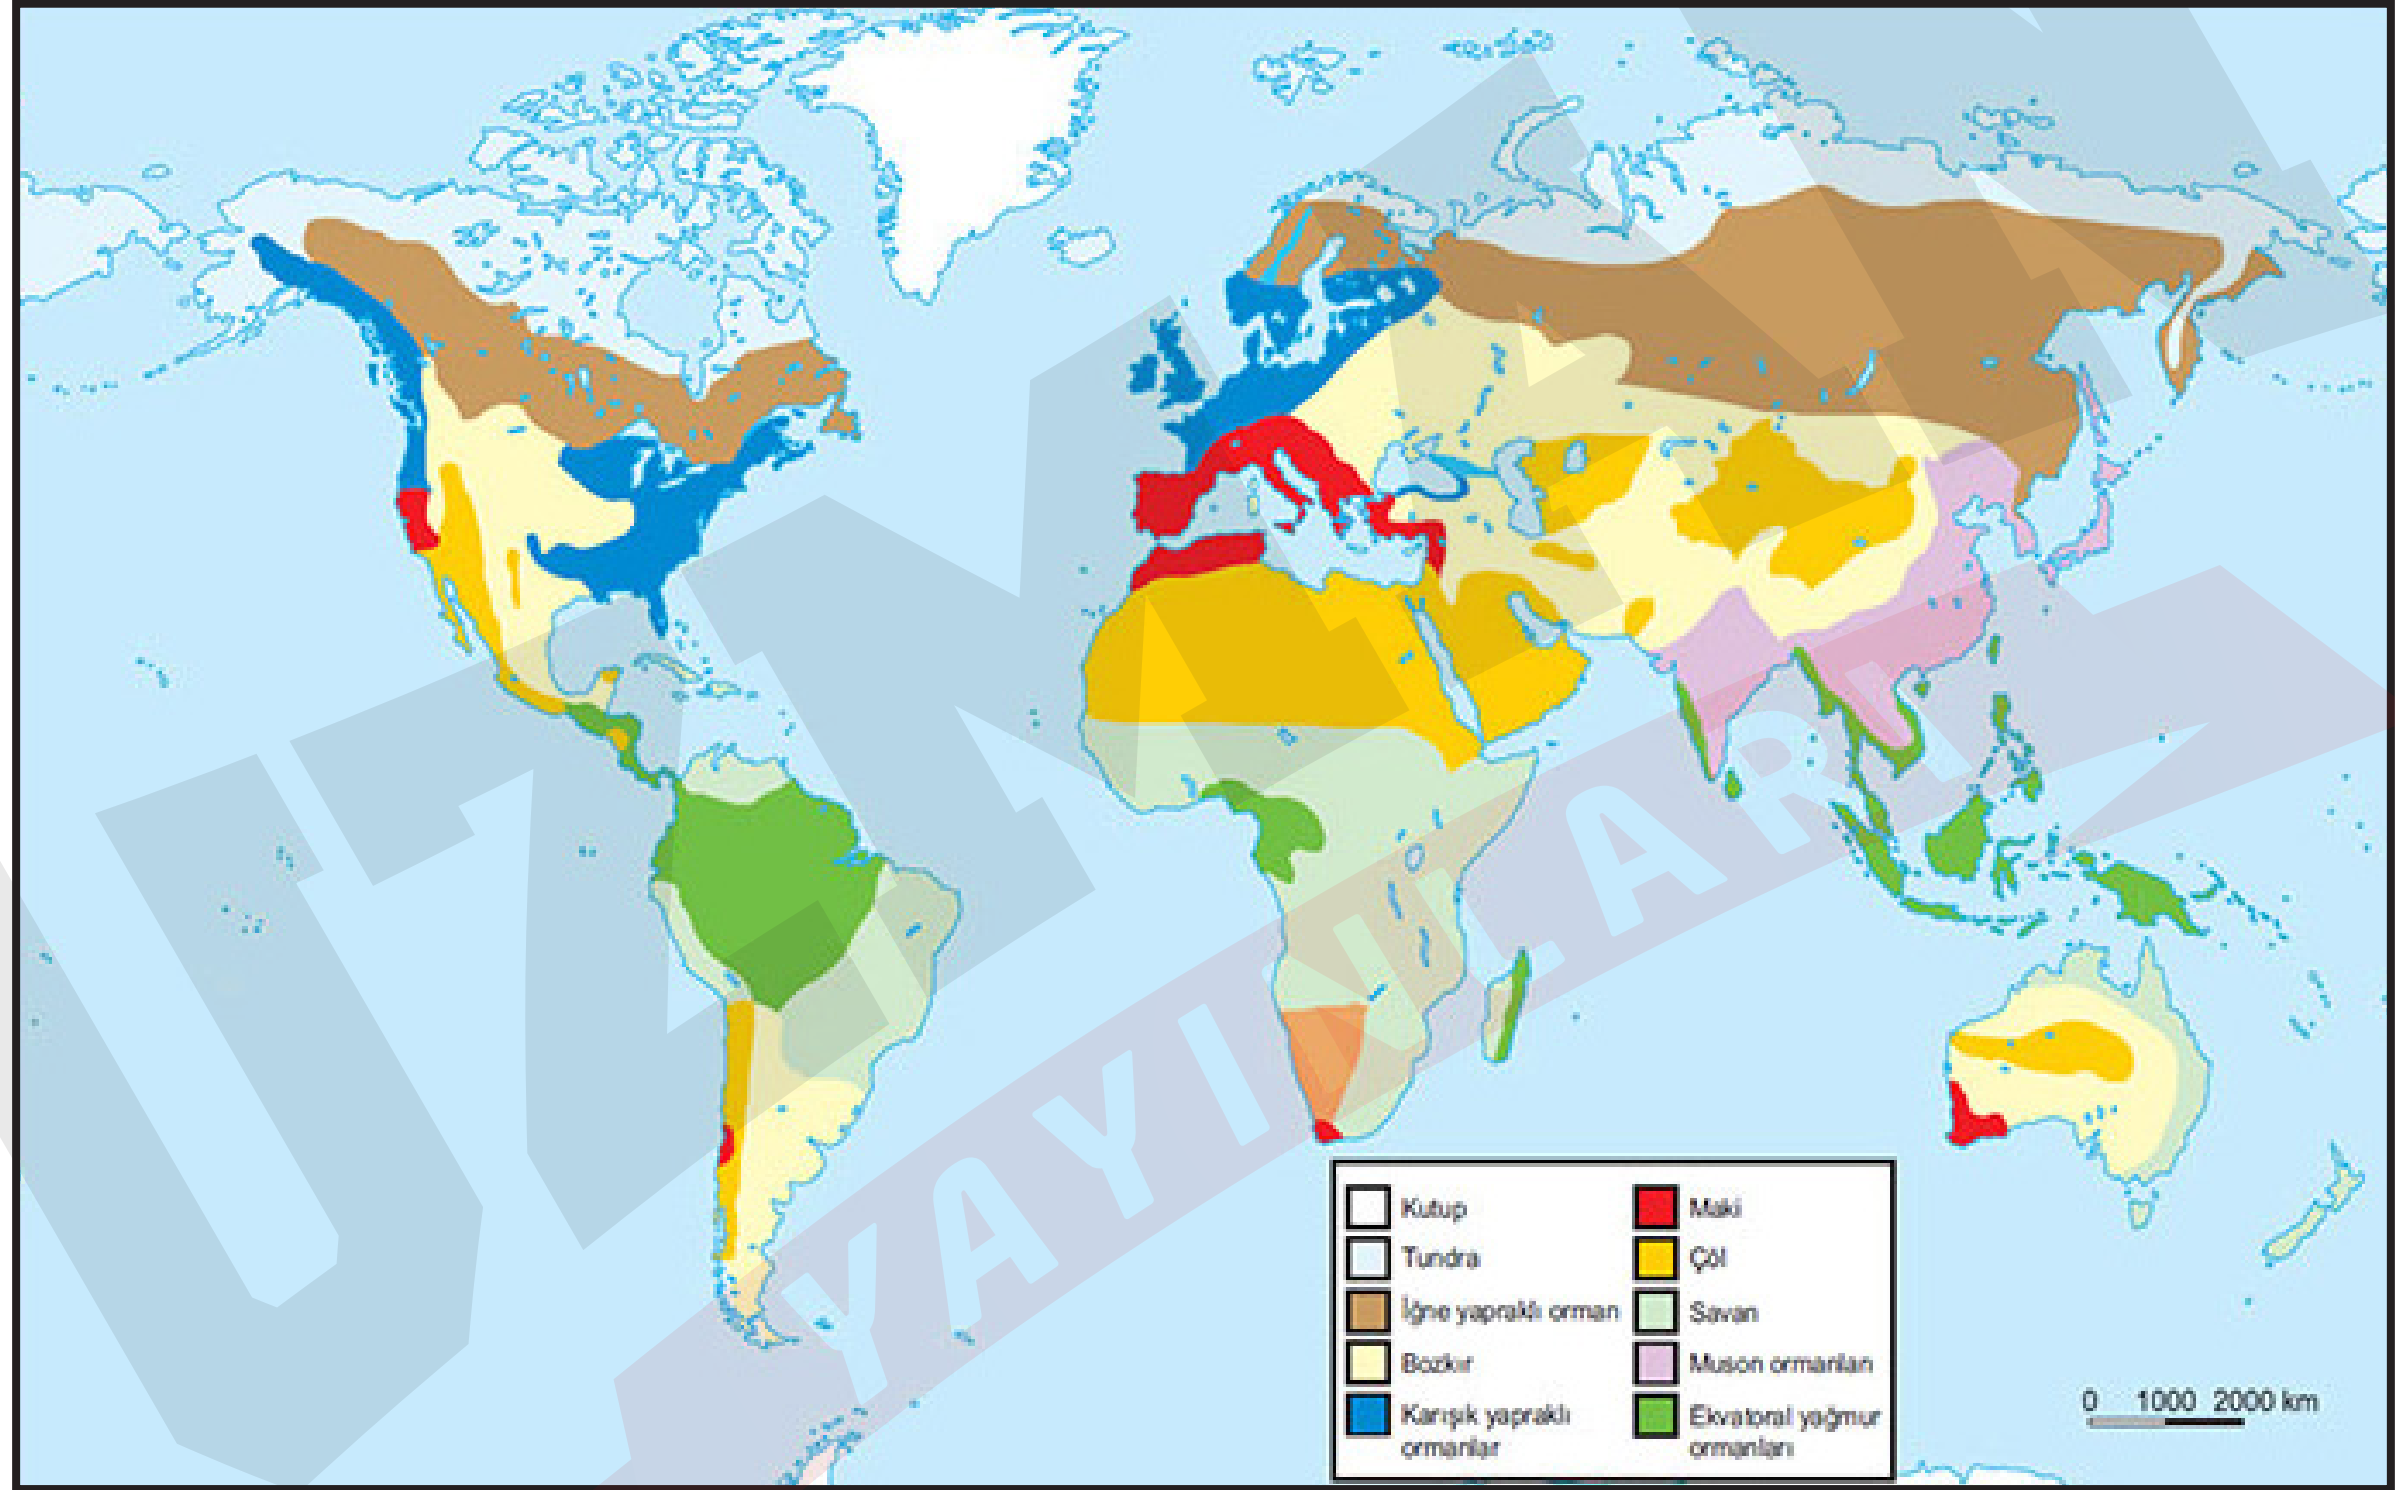 UZMAN
YAYINLARI
Kutup
Tundra
İğne yapraklı orman
Bozkır
Karışık yapraklı
ormanlar
Maki
Çöl
Savan
Muson ormanları
Ekvatoral yağmur
ormanları
0 1000 2000 km